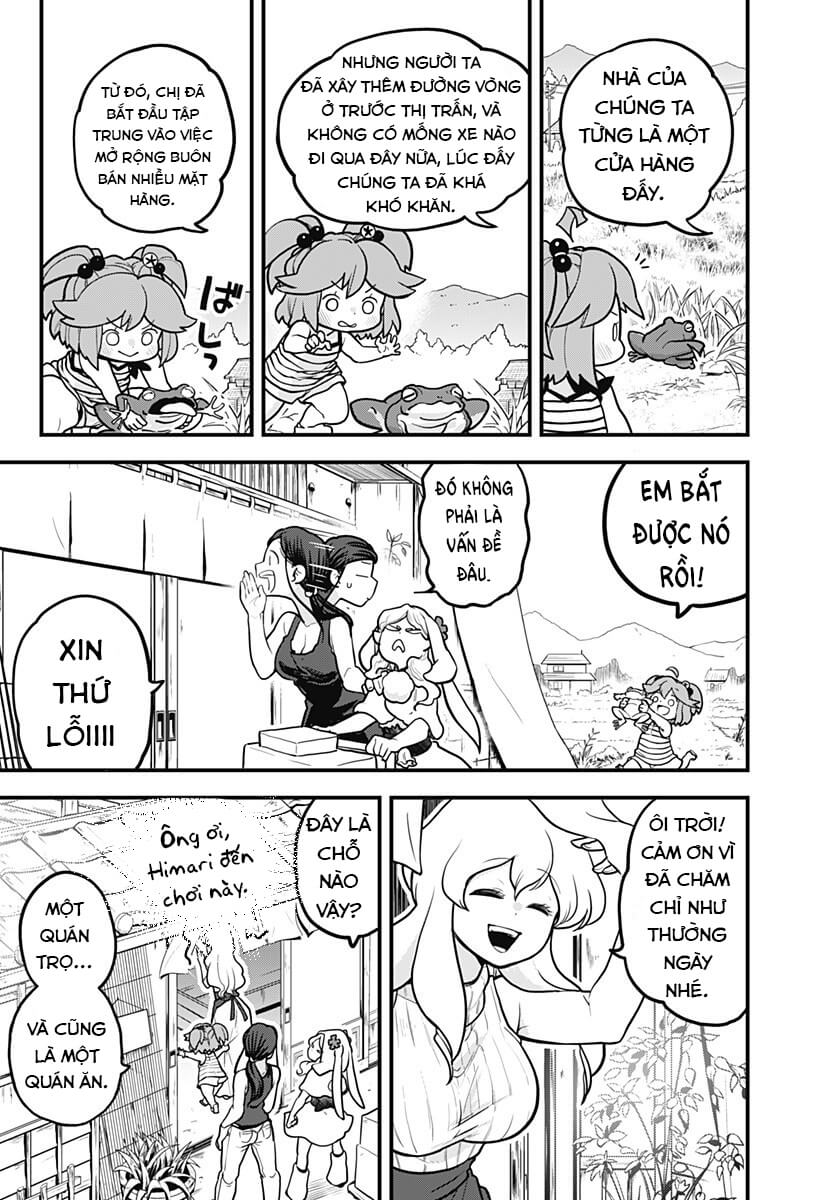 NHÀ CỦA
CHÚNG TA
TỪNG LÀ MỘT
CỬA HÀNG
ĐẤY.
NHƯNG NGƯỜI TA
ĐÃ XÂY THÊM ĐƯỜNG VÒNG
Ở TRƯỚC THỊ TRẤN, VÀ
KHÔNG CÓ MỐNG XE NÀO
ĐI QUA ĐÂY NỮA, LÚC ĐẤY
CHÚNG TA ĐÃ KHÁ
KHÓ KHĂN.
TỪ ĐÓ, CHỊ ĐÃ
BẮT ĐẦU TẬP
TRUNG VÀO VIỆC
MỞ RỘNG BUÔN
BÁN NHIỀU MẶT
HÀNG.
ばしっ
EM BẮT
ĐƯỢC NÓ
RỒI!
ĐÓ KHÔNG
PHẢI LÀ
VẤN ĐỀ
ĐÂU.
XIN
THỨ
LỖIIII
ÔI TRỜI!
CẢM ƠN VÌ
ĐÃ CHĂM
CHỈ NHƯ
THƯỜNG
NGÀY
NHÉ.
ĐÂY LÀ
CHỖ
NÀO
VẬY?
Ông ơi,
Himari đến
chơi này.
MỘT
QUÁN
TRỌ...
VÀ CŨNG
LÀ MỘT
QUÁN ĂN.